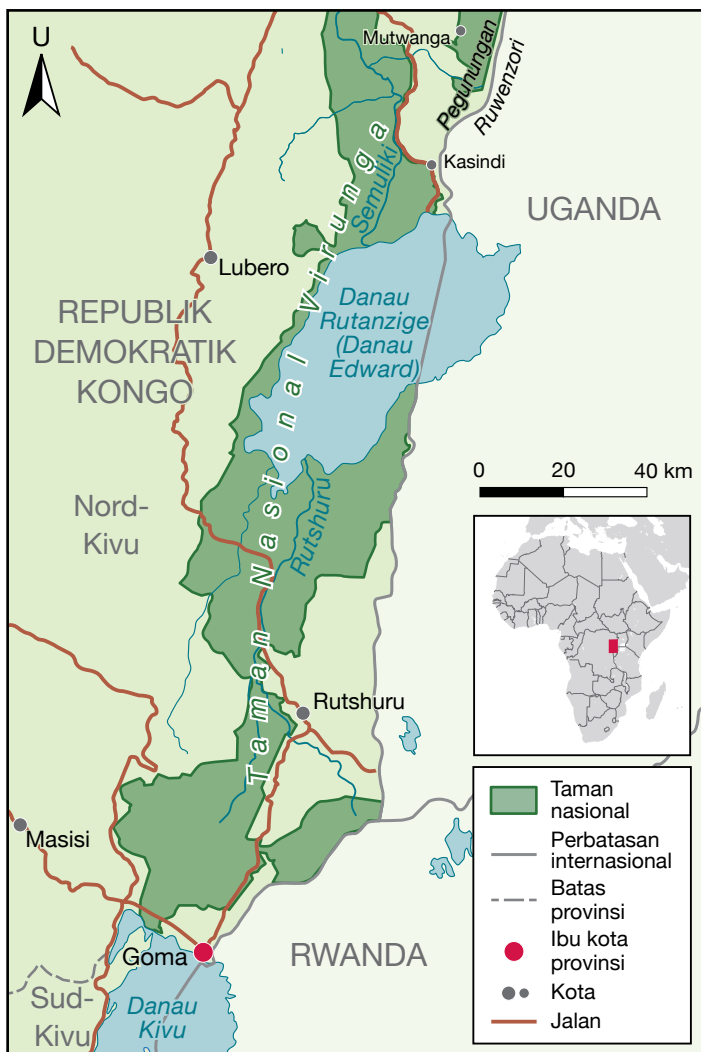 U
Mutwanga
Pegunungan
Ruwenzori
Kasindi
Semuliki
UGANDA
Lubero
Taman Nasional Virunga
REPUBLIK
DEMOKRATIK
KONGO
Danau
Rutanzige
(Danau
Edward)
0 20 40 km
Nord-
Kivu
Rutshuru
Rutshuru
Masisi
Goma
RWANDA
Sud-
Kivu
Danau
Kivu
Taman
nasional
Perbatasan
internasional
Batas
provinsi
Ibu kota
provinsi
Kota
Jalan